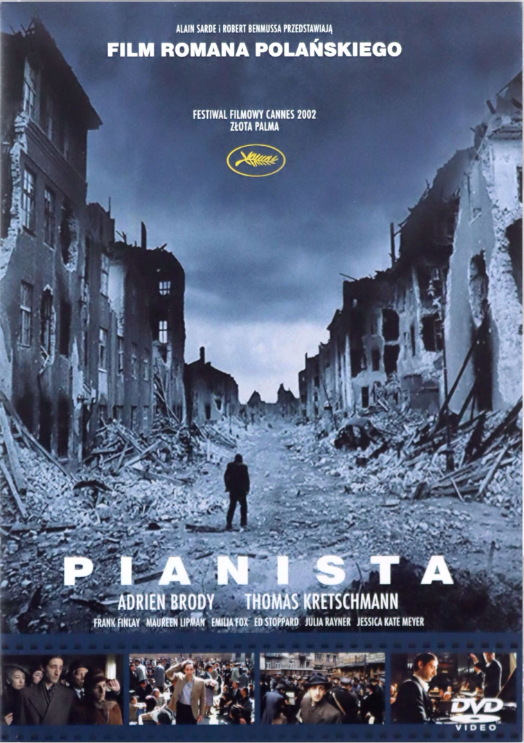 ALAIN SARDE I ROBERT BENMUSSA PRZEDSTAWIAJĄ
FILM ROMANA POLAŃSKIEGO
FESTIWAL FILMOWY CANNES 2002
ZŁOTA PALMA
PIANISTA
ADRIEN BRODY THOMAS KRETSCHMANN
FRANK FINLAY MAUREEN LIPMAN EMILIA FOX ED STOPPARD JULIA RAYNER JESSICA KATE MEYER
DVD
VIDEO